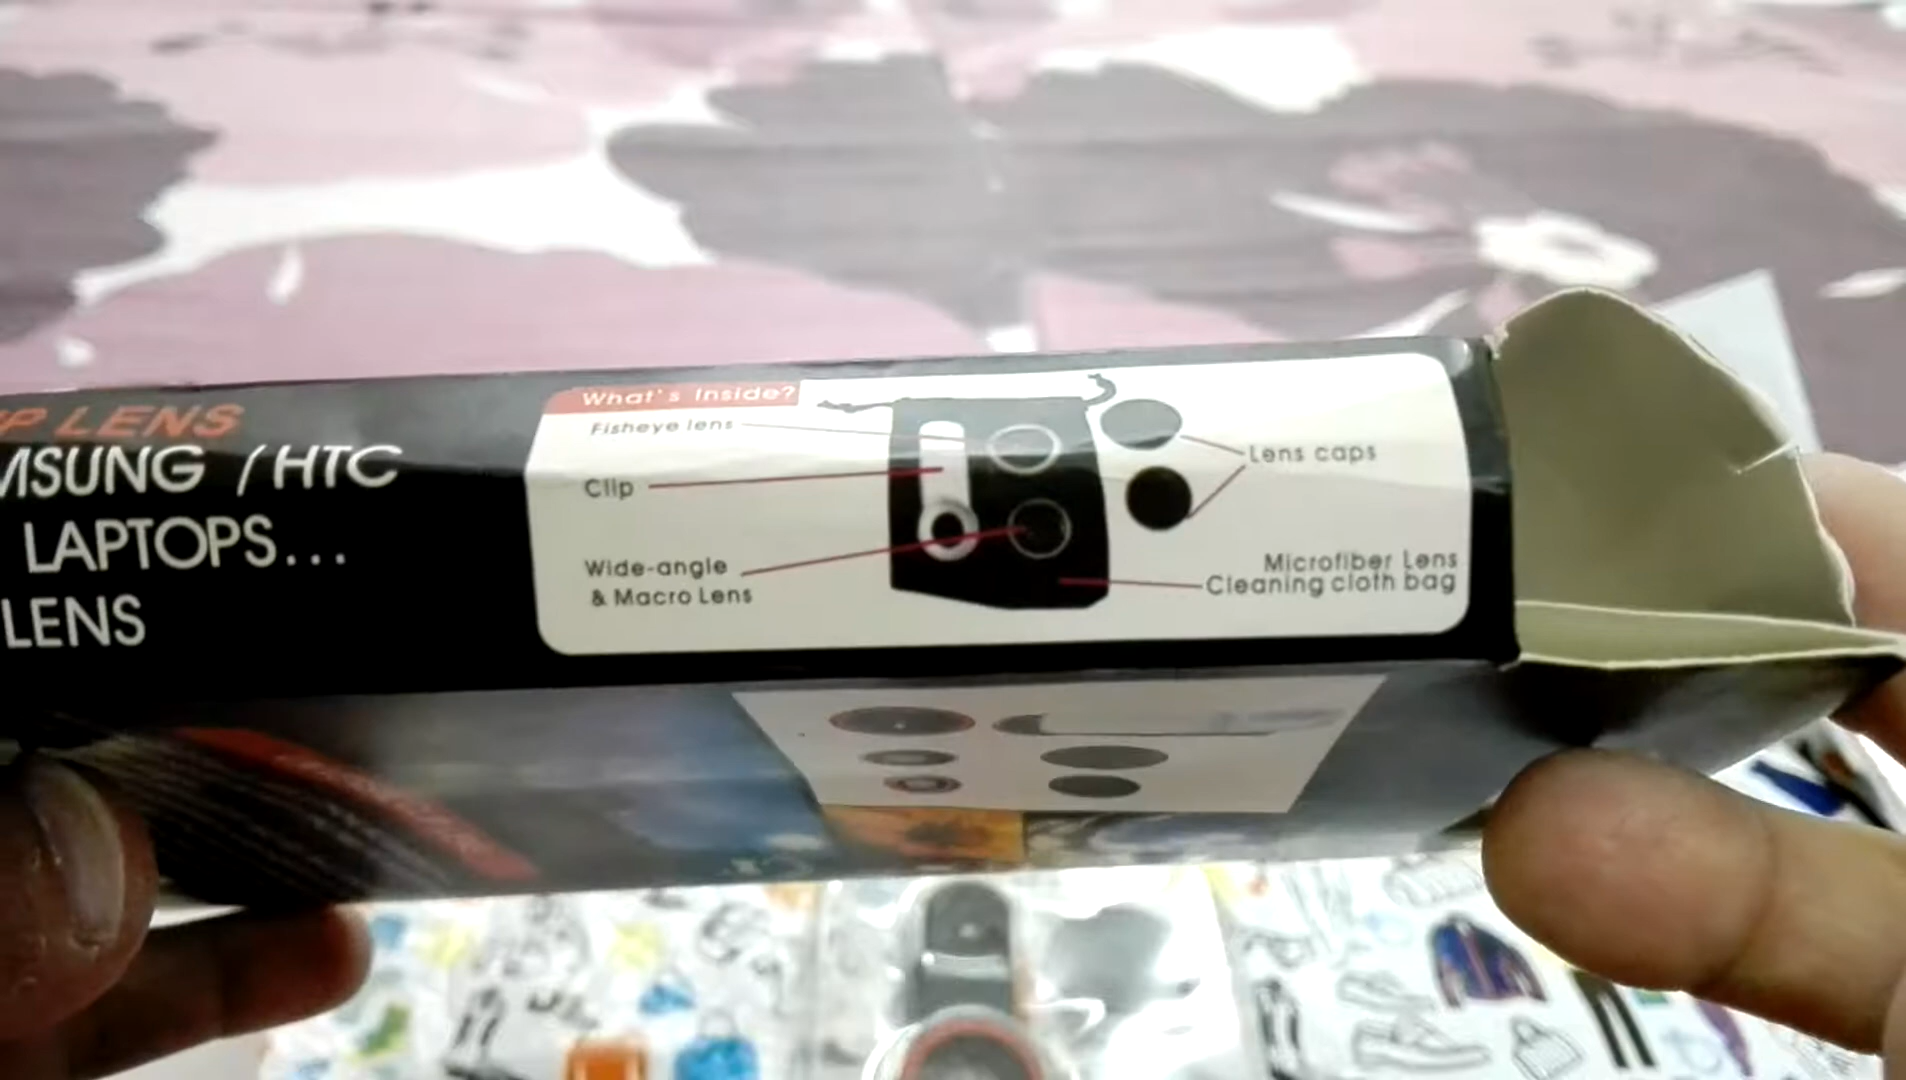 LENS
/ HTC
LAPTOPS...
LENS
What's Inside?
Fisheye lens
Clip
Wide-angle
& Macro Lens
Lens caps
Microfiber Lens
Cleaning cloth bag